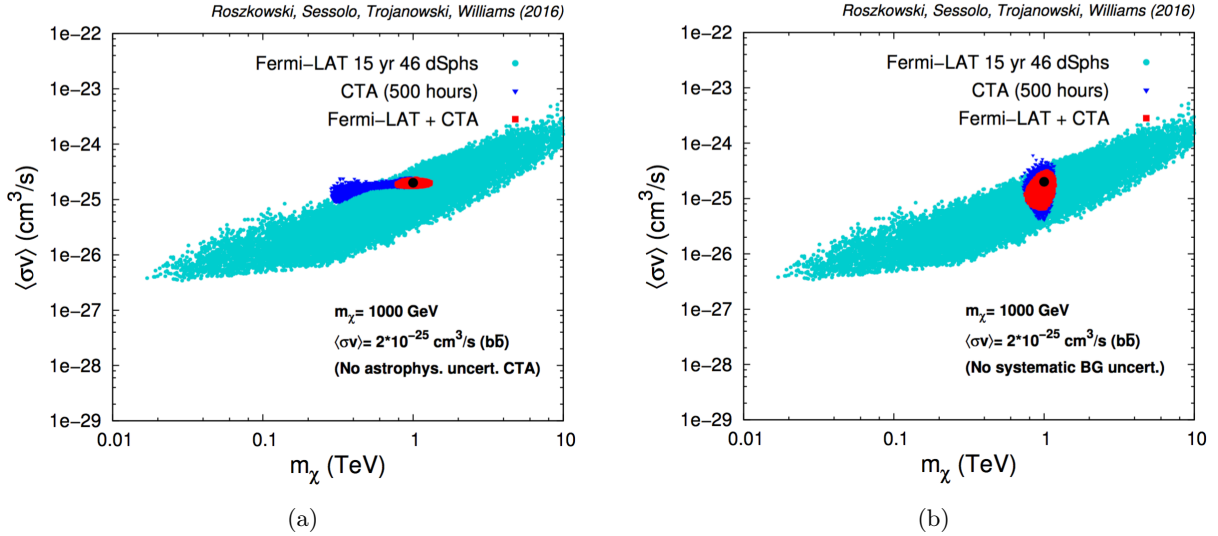 Roszkowski, Sessolo, Trojanowski, Williams (2016)
1e−22
1e−23
1e−24
1e−25
1e−26
1e−27
1e−28
1e−29
⟨σv⟩ (cm³/s)
Fermi−LAT 15 yr 46 dSphs
CTA (500 hours)
Fermi−LAT + CTA
mχ= 1000 GeV
⟨σv⟩= 2*10⁻²⁵ cm³/s (bb̄)
(No astrophys. uncert. CTA)
0.01 0.1 1 10
mχ (TeV)
(a)
Roszkowski, Sessolo, Trojanowski, Williams (2016)
1e−22
1e−23
1e−24
1e−25
1e−26
1e−27
1e−28
1e−29
⟨σv⟩ (cm³/s)
Fermi−LAT 15 yr 46 dSphs
CTA (500 hours)
Fermi−LAT + CTA
mχ= 1000 GeV
⟨σv⟩= 2*10⁻²⁵ cm³/s (bb̄)
(No systematic BG uncert.)
0.01 0.1 1 10
mχ (TeV)
(b)